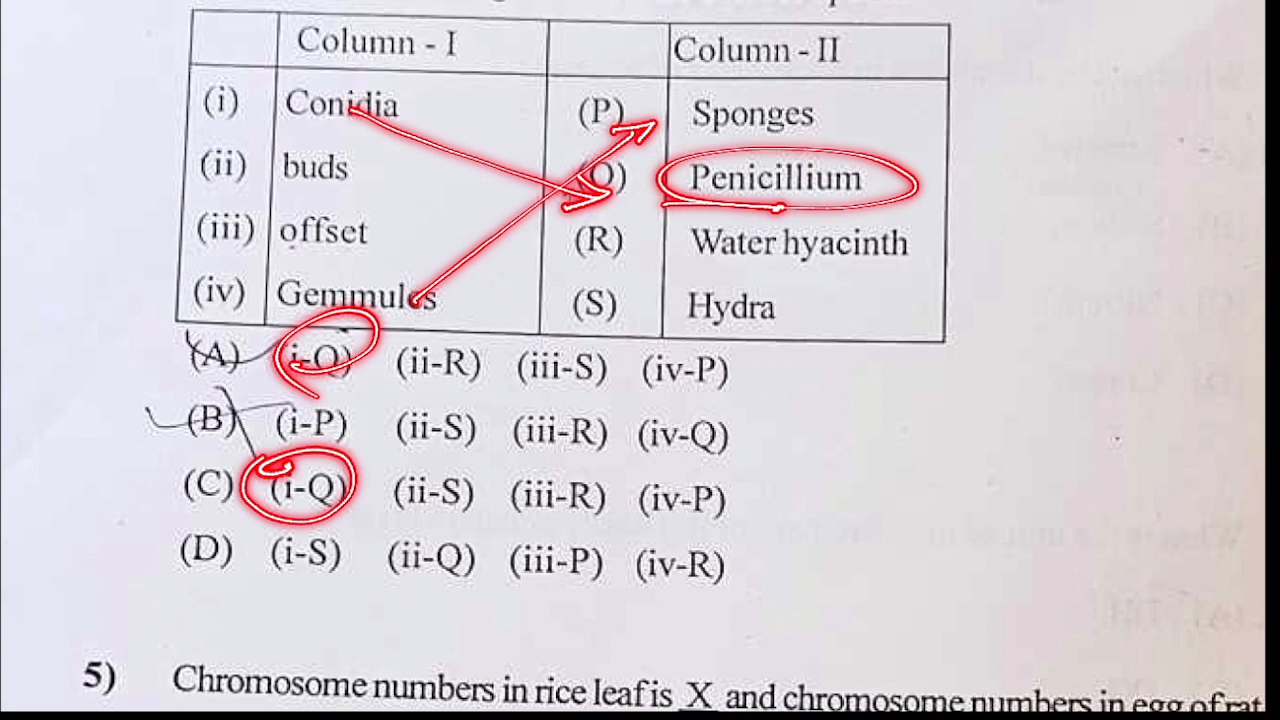 Column - I Column - II
(i) Conidia (P) Sponges
(ii) buds (Q) Penicillium
(iii) offset (R) Water hyacinth
(iv) Gemmules (S) Hydra
(A) (i-Q) (ii-R) (iii-S) (iv-P)
(B) (i-P) (ii-S) (iii-R) (iv-Q)
(C) (i-Q) (ii-S) (iii-R) (iv-P)
(D) (i-S) (ii-Q) (iii-P) (iv-R)
5) Chromosome numbers in rice leaf is X and chromosome numbers in egg of rat